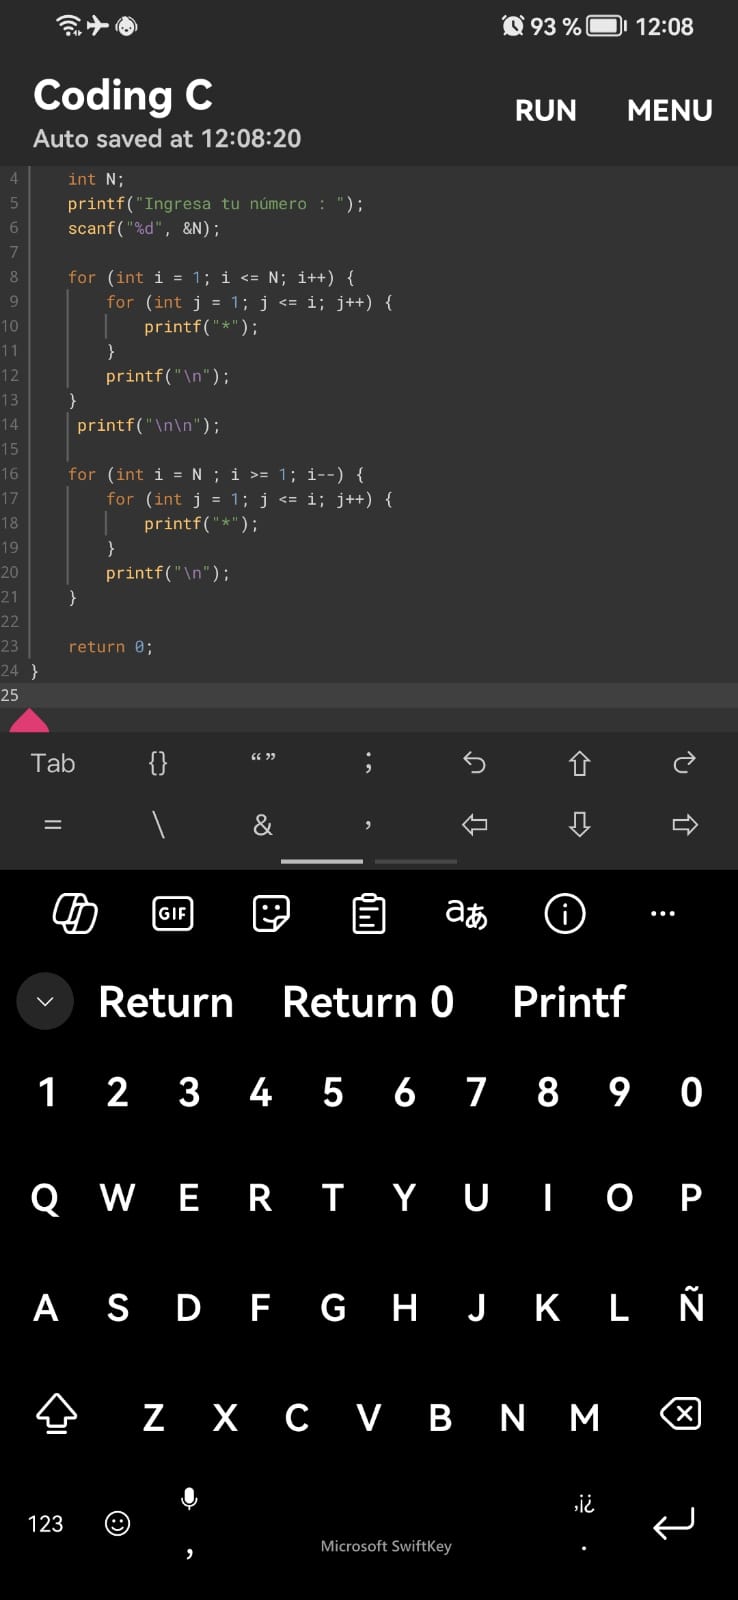 93 % 12:08
Coding C
RUN MENU
Auto saved at 12:08:20
4 int N;
5 printf("Ingresa tu número : ");
6 scanf("%d", &N);
7
8 for (int i = 1; i <= N; i++) {
9 for (int j = 1; j <= i; j++) {
10 printf("*");
11 }
12 printf("\n");
13 }
14 printf("\n\n");
15
16 for (int i = N ; i >= 1; i--) {
17 for (int j = 1; j <= i; j++) {
18 printf("*");
19 }
20 printf("\n");
21 }
22
23 return 0;
24 }
25
Tab {} “ ” ;
= \ & ,
GIF aあ i ...
Return Return 0 Printf
1 2 3 4 5 6 7 8 9 0
Q W E R T Y U I O P
A S D F G H J K L Ñ
Z X C V B N M
123 , Microsoft SwiftKey ,¡¿ .